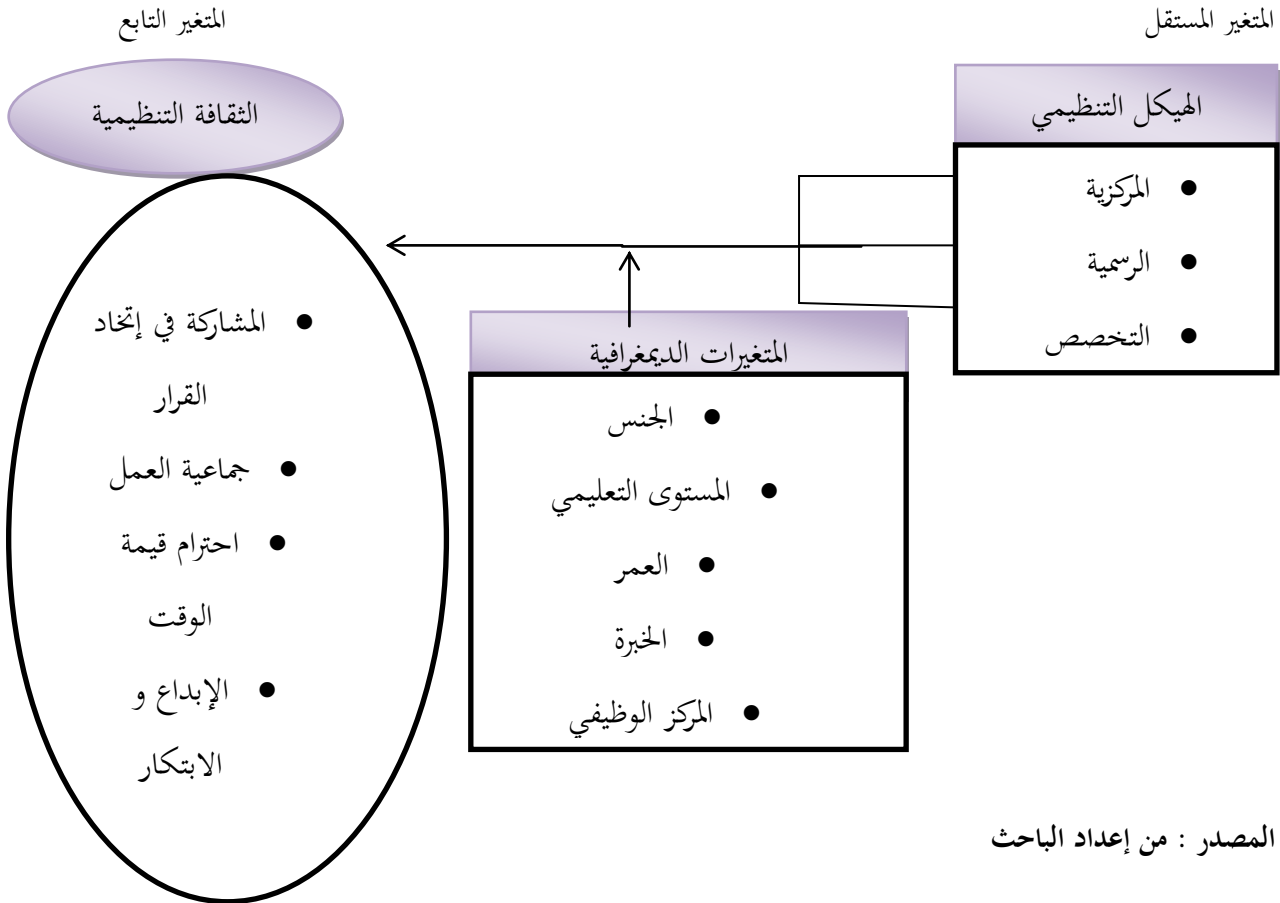 المتغير المستقل
المتغير التابع
الهيكل التنظيمي
● المركزية
● الرسمية
● التخصص
المتغيرات الديمغرافية
● الجنس
● المستوى التعليمي
● العمر
● الخبرة
● المركز الوظيفي
الثقافة التنظيمية
● المشاركة في إتخاد
القرار
● جماعية العمل
● احترام قيمة
الوقت
● الإبداع و
الابتكار
المصدر : من إعداد الباحث